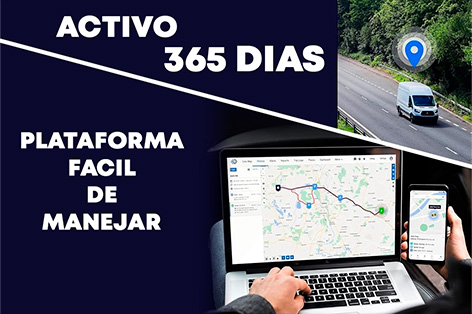 ACTIVO
365 DIAS
PLATAFORMA
FACIL
DE
MANEJAR